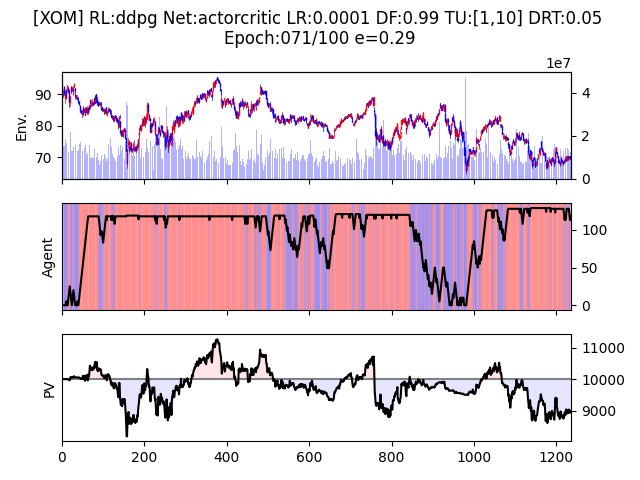 [XOM] RL:ddpg Net:actorcritic LR:0.0001 DF:0.99 TU:[1,10] DRT:0.05
Epoch:071/100 e=0.29
1e7
Env.
90
80
70
4
2
0
Agent
100
50
0
PV
11000
10000
9000
0 200 400 600 800 1000 1200